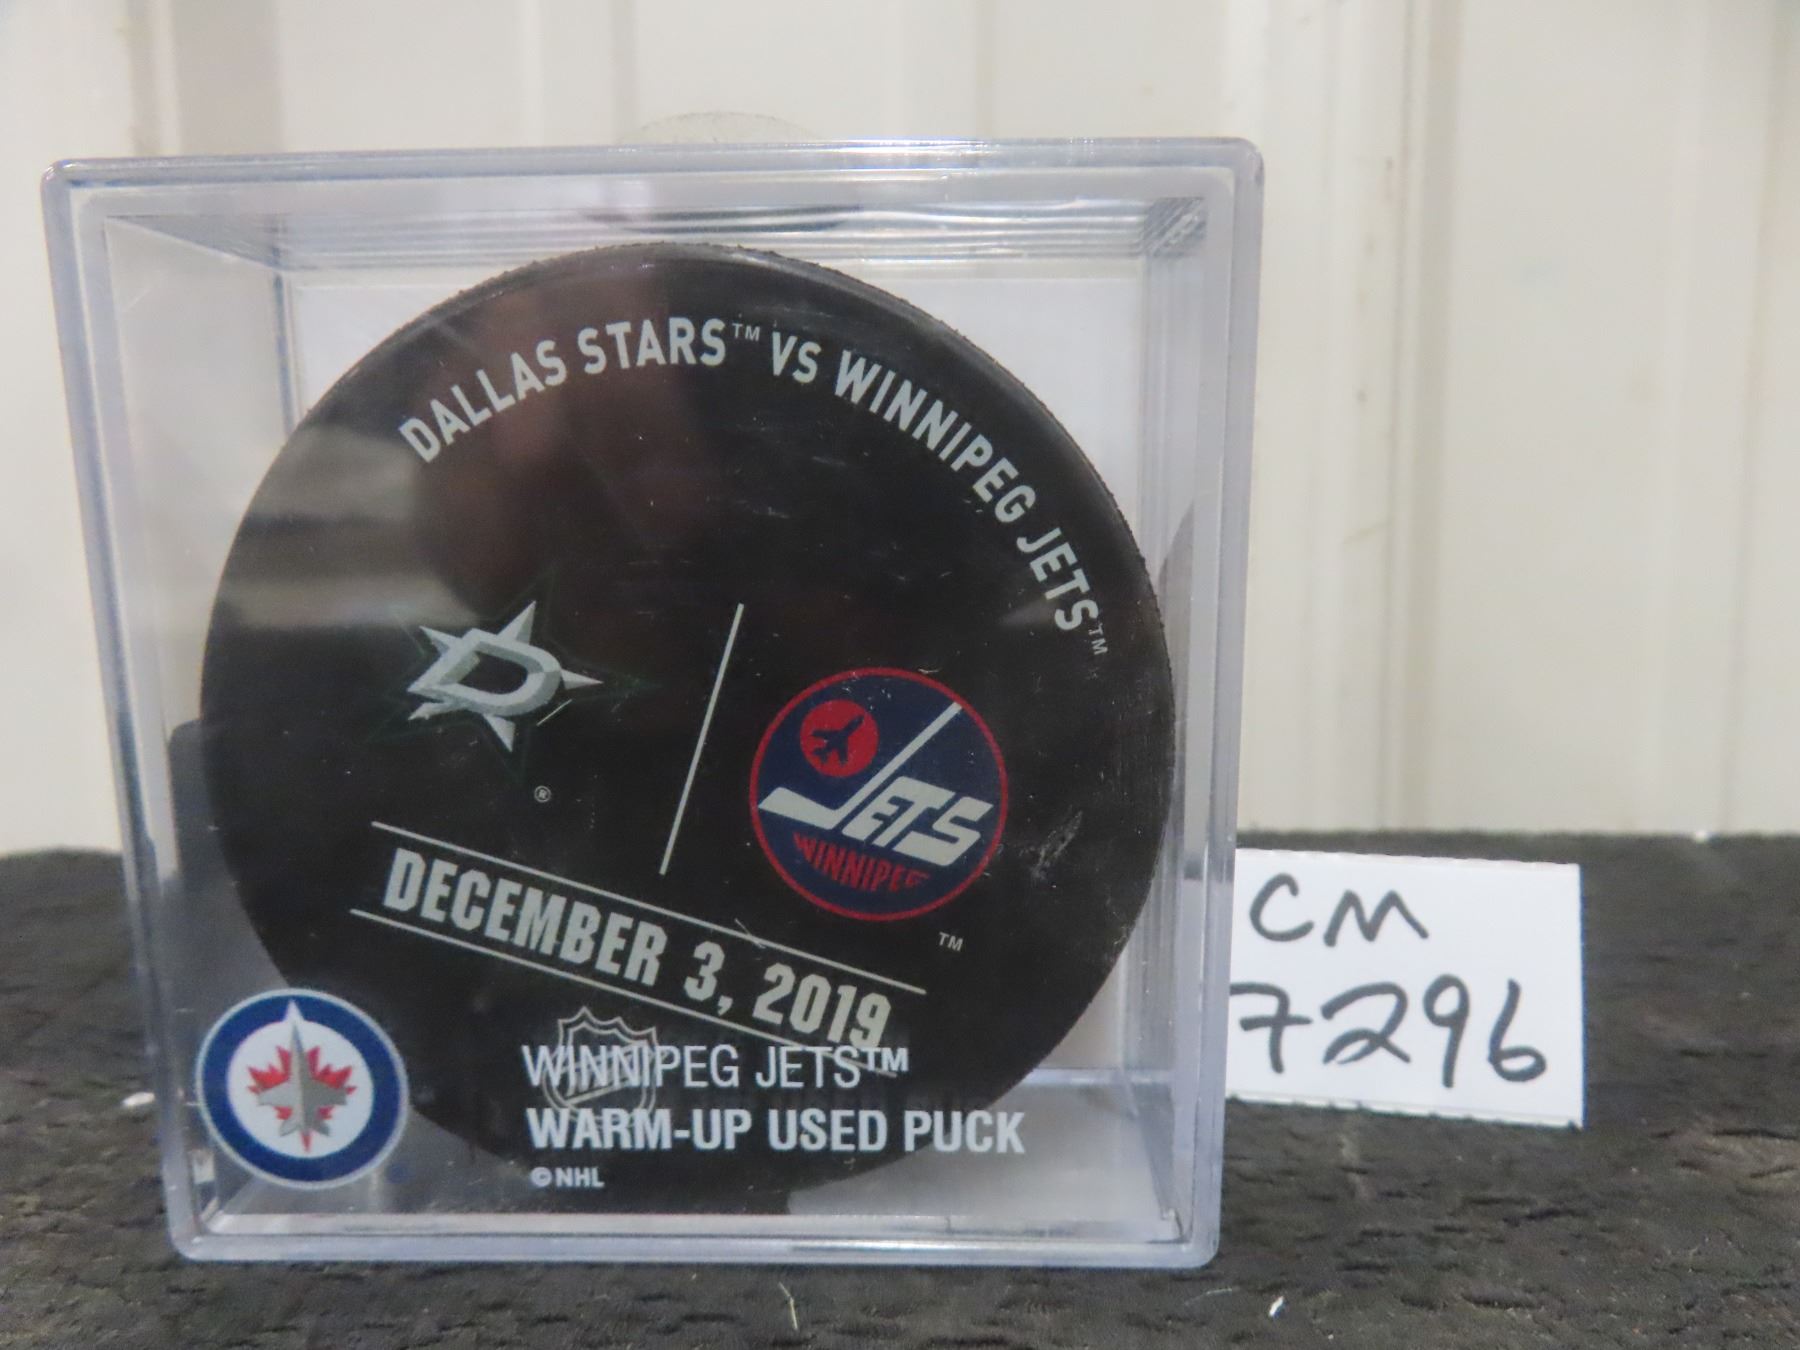 DALLAS STARS™ VS WINNIPEG JETS™
®
JETS
WINNIPEG
™
DECEMBER 3, 2019
NHL
WINNIPEG JETS™
WARM-UP USED PUCK
© NHL
CM
7296